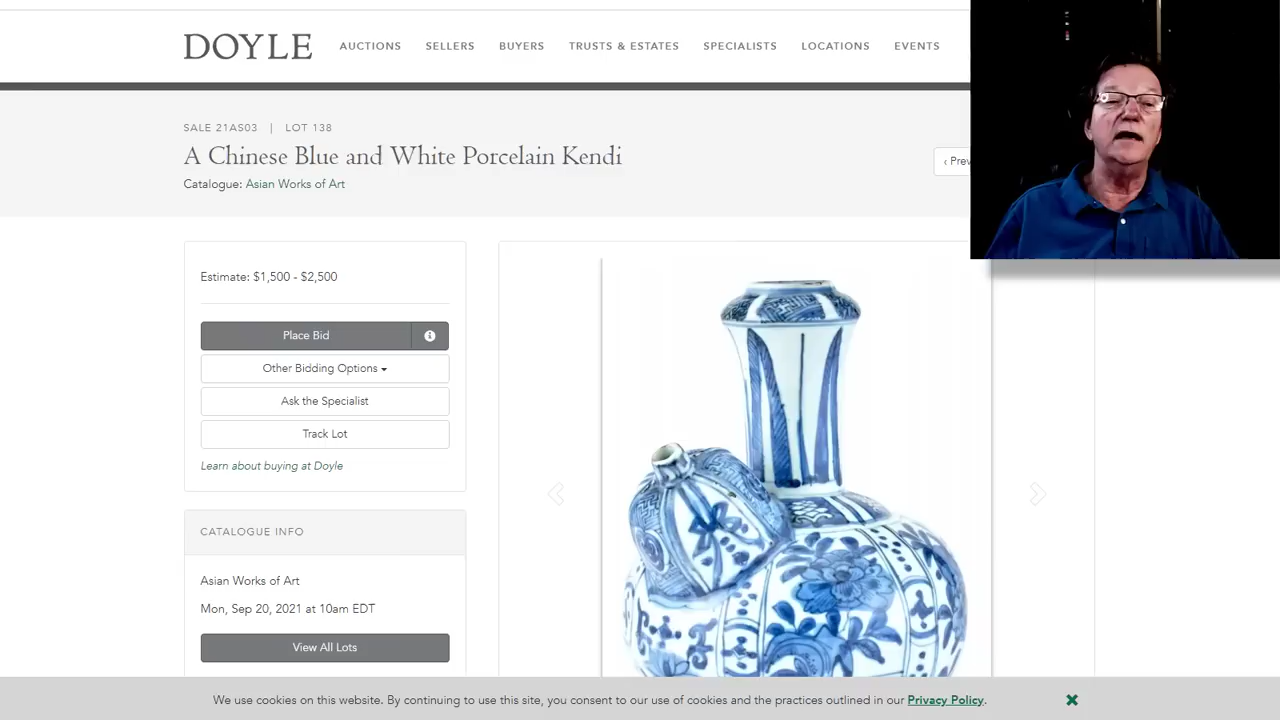 DOYLE
AUCTIONS SELLERS BUYERS TRUSTS & ESTATES SPECIALISTS LOCATIONS EVENTS
SALE 21AS03 | LOT 138
A Chinese Blue and White Porcelain Kendi
‹ Prev
Catalogue: Asian Works of Art
Estimate: $1,500 - $2,500
Place Bid
Other Bidding Options
Ask the Specialist
Track Lot
Learn about buying at Doyle
CATALOGUE INFO
Asian Works of Art
Mon, Sep 20, 2021 at 10am EDT
View All Lots
We use cookies on this website. By continuing to use this site, you consent to our use of cookies and the practices outlined in our Privacy Policy.